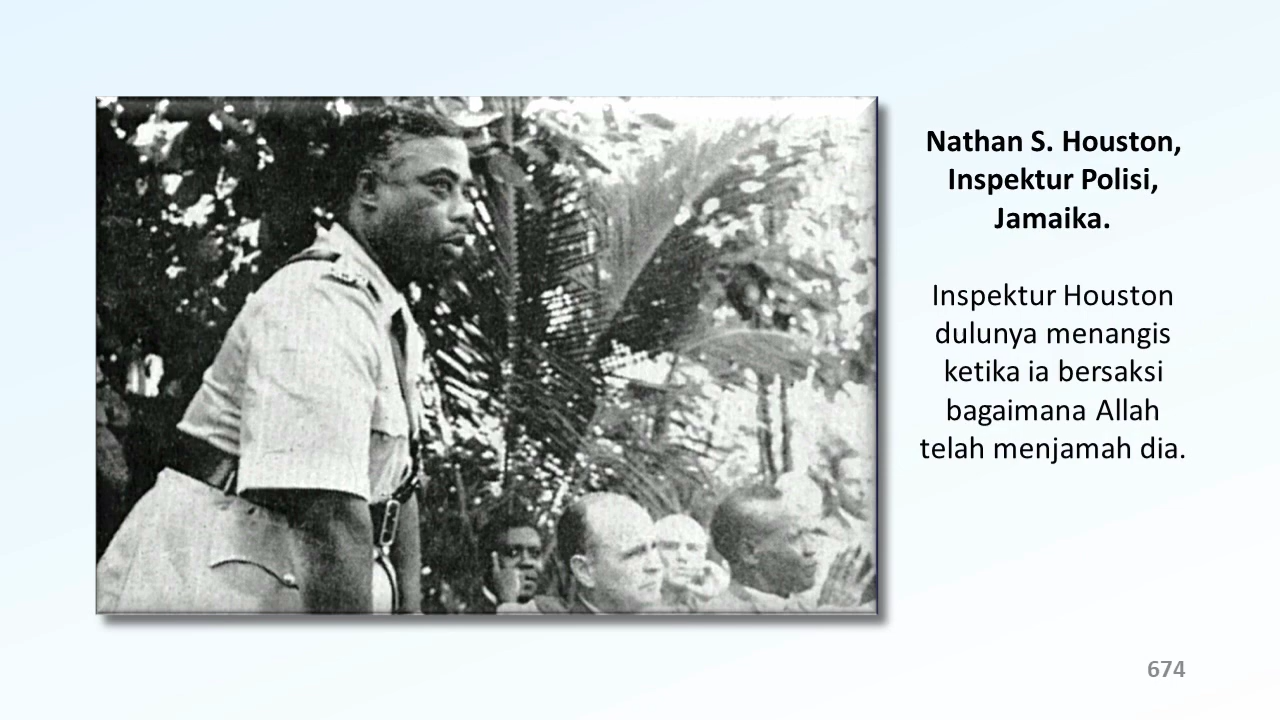 Nathan S. Houston,
Inspektur Polisi,
Jamaika.
Inspektur Houston
dulunya menangis
ketika ia bersaksi
bagaimana Allah
telah menjamah dia.
674